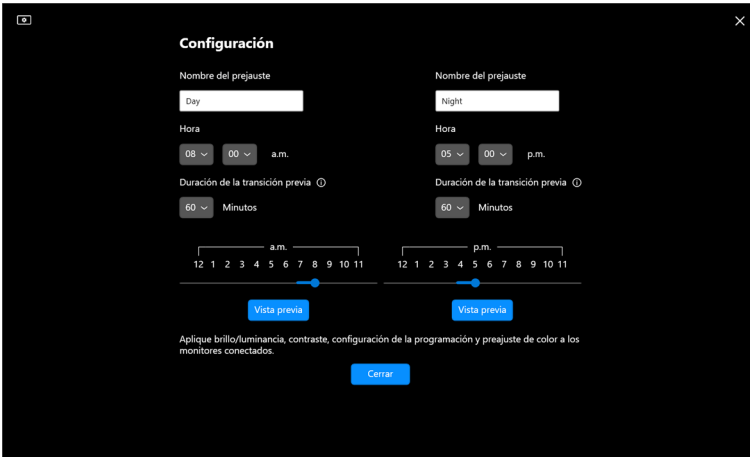 Configuración
Nombre del prejauste
Nombre del prejauste
Day
Night
Hora
Hora
08 00 a.m.
05 00 p.m.
Duración de la transición previa
Duración de la transición previa
60 Minutos
60 Minutos
a.m.
p.m.
12 1 2 3 4 5 6 7 8 9 10 11
12 1 2 3 4 5 6 7 8 9 10 11
Vista previa
Vista previa
Aplique brillo/luminancia, contraste, configuración de la programación y preajuste de color a los
monitores conectados.
Cerrar